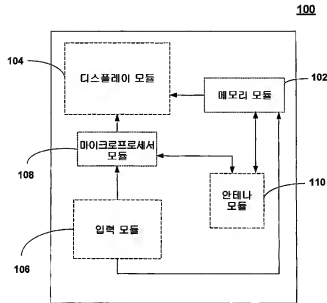 100
104
디스플레이 모듈
메모리 모듈
102
마이크로프로세서
모듈
108
안테나
모듈
110
입력 모듈
106